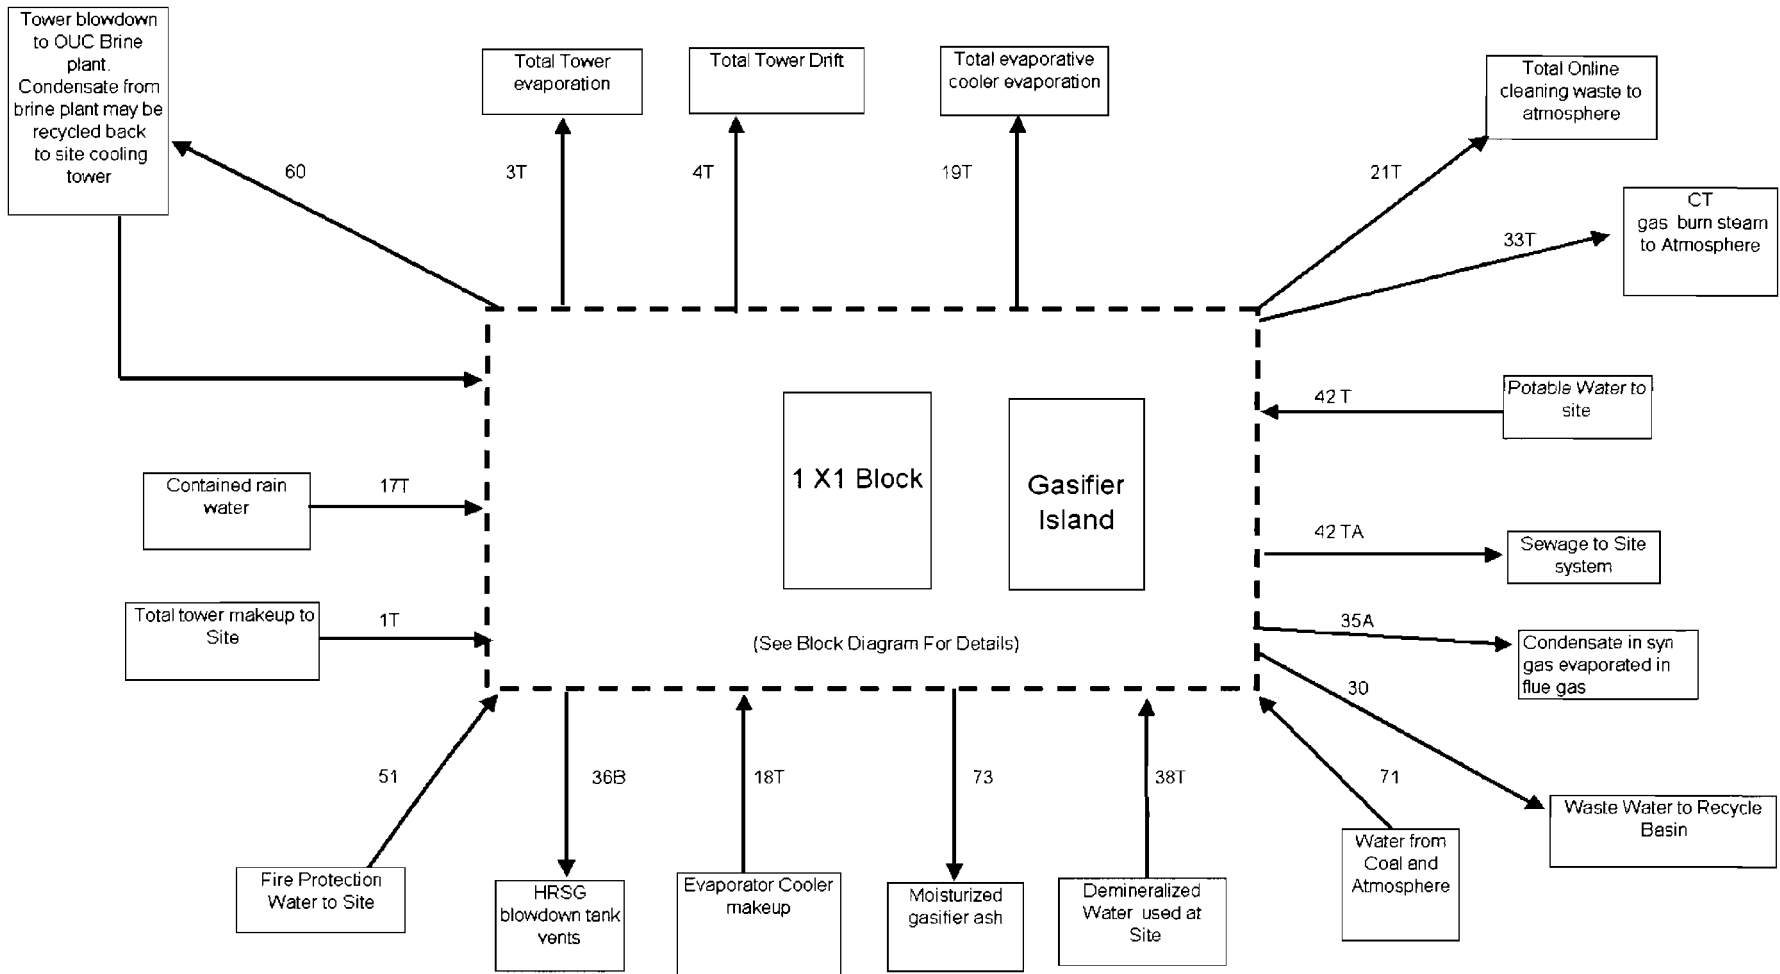 Tower blowdown
to OUC Brine
plant.
Condensate from
brine plant may be
recycled back
to site cooling
tower
60
Total Tower
evaporation
3T
Total Tower Drift
4T
Total evaporative
cooler evaporation
19T
Total Online
cleaning waste to
atmosphere
21T
CT
gas burn steam
to Atmosphere
33T
Potable Water to
site
42 T
Contained rain
water
17T
1 X1 Block
Gasifier
Island
42 TA
Sewage to Site
system
Total tower makeup to
Site
1T
(See Block Diagram For Details)
35A
Condensate in syn
gas evaporated in
flue gas
30
51
36B
18T
73
38T
71
Waste Water to Recycle
Basin
Fire Protection
Water to Site
HRSG
blowdown tank
vents
Evaporator Cooler
makeup
Moisturized
gasifier ash
Demineralized
Water used at
Site
Water from
Coal and
Atmosphere